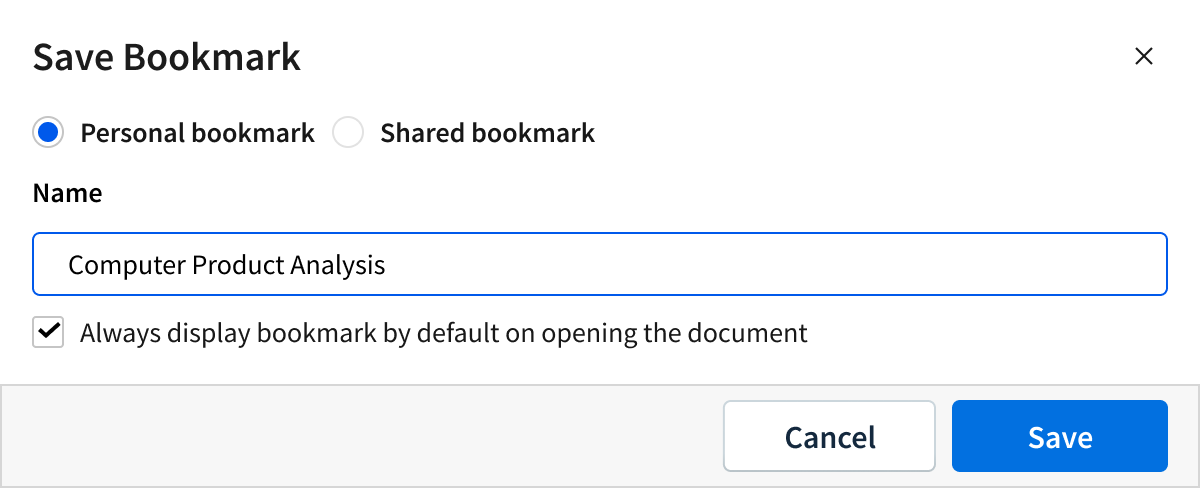 Save Bookmark
Personal bookmark Shared bookmark
Name
Computer Product Analysis
Always display bookmark by default on opening the document
Cancel Save